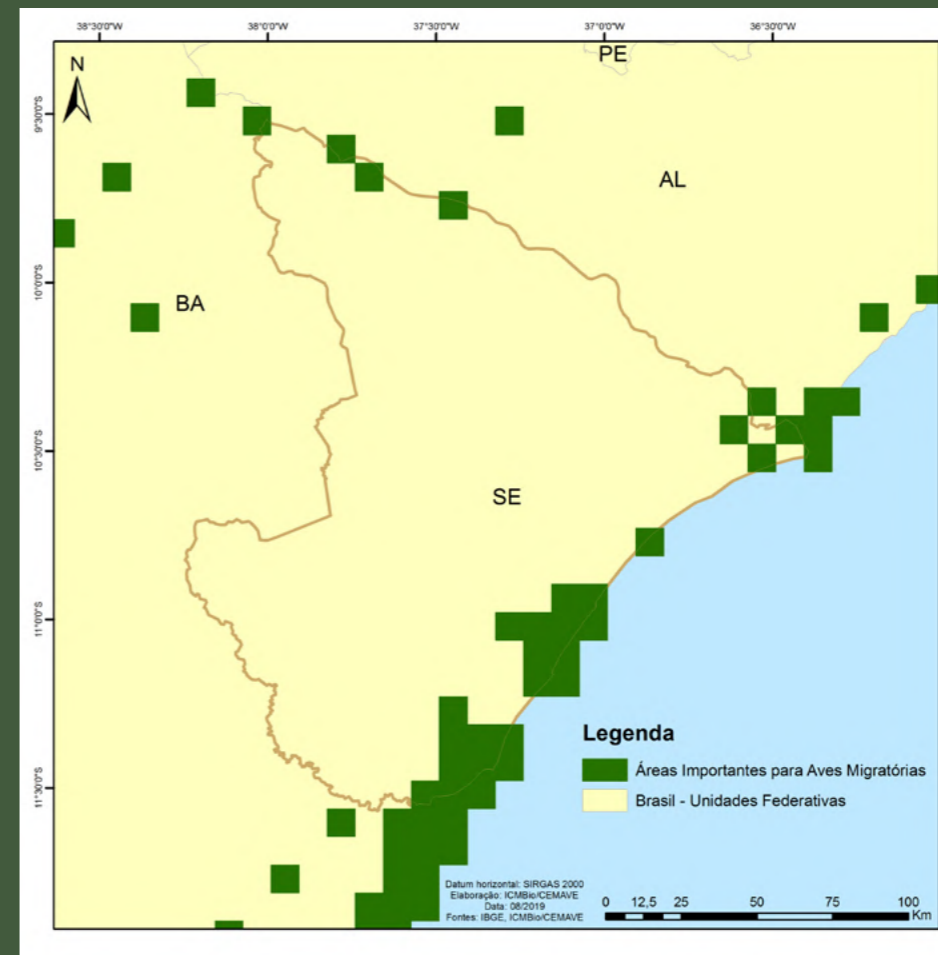 38°30'0"W 38°0'0"W 37°30'0"W 37°0'0"W 36°30'0"W
N
PE
9°30'0"S
AL
10°0'0"S
BA
10°30'0"S
SE
11°0'0"S
Legenda
Áreas Importantes para Aves Migratórias
Brasil - Unidades Federativas
11°30'0"S
Datum horizontal: SIRGAS 2000
Elaboração: ICMBio/CEMAVE
Data: 08/2019
Fontes: IBGE, ICMBio/CEMAVE
0 12,5 25 50 75 100
Km